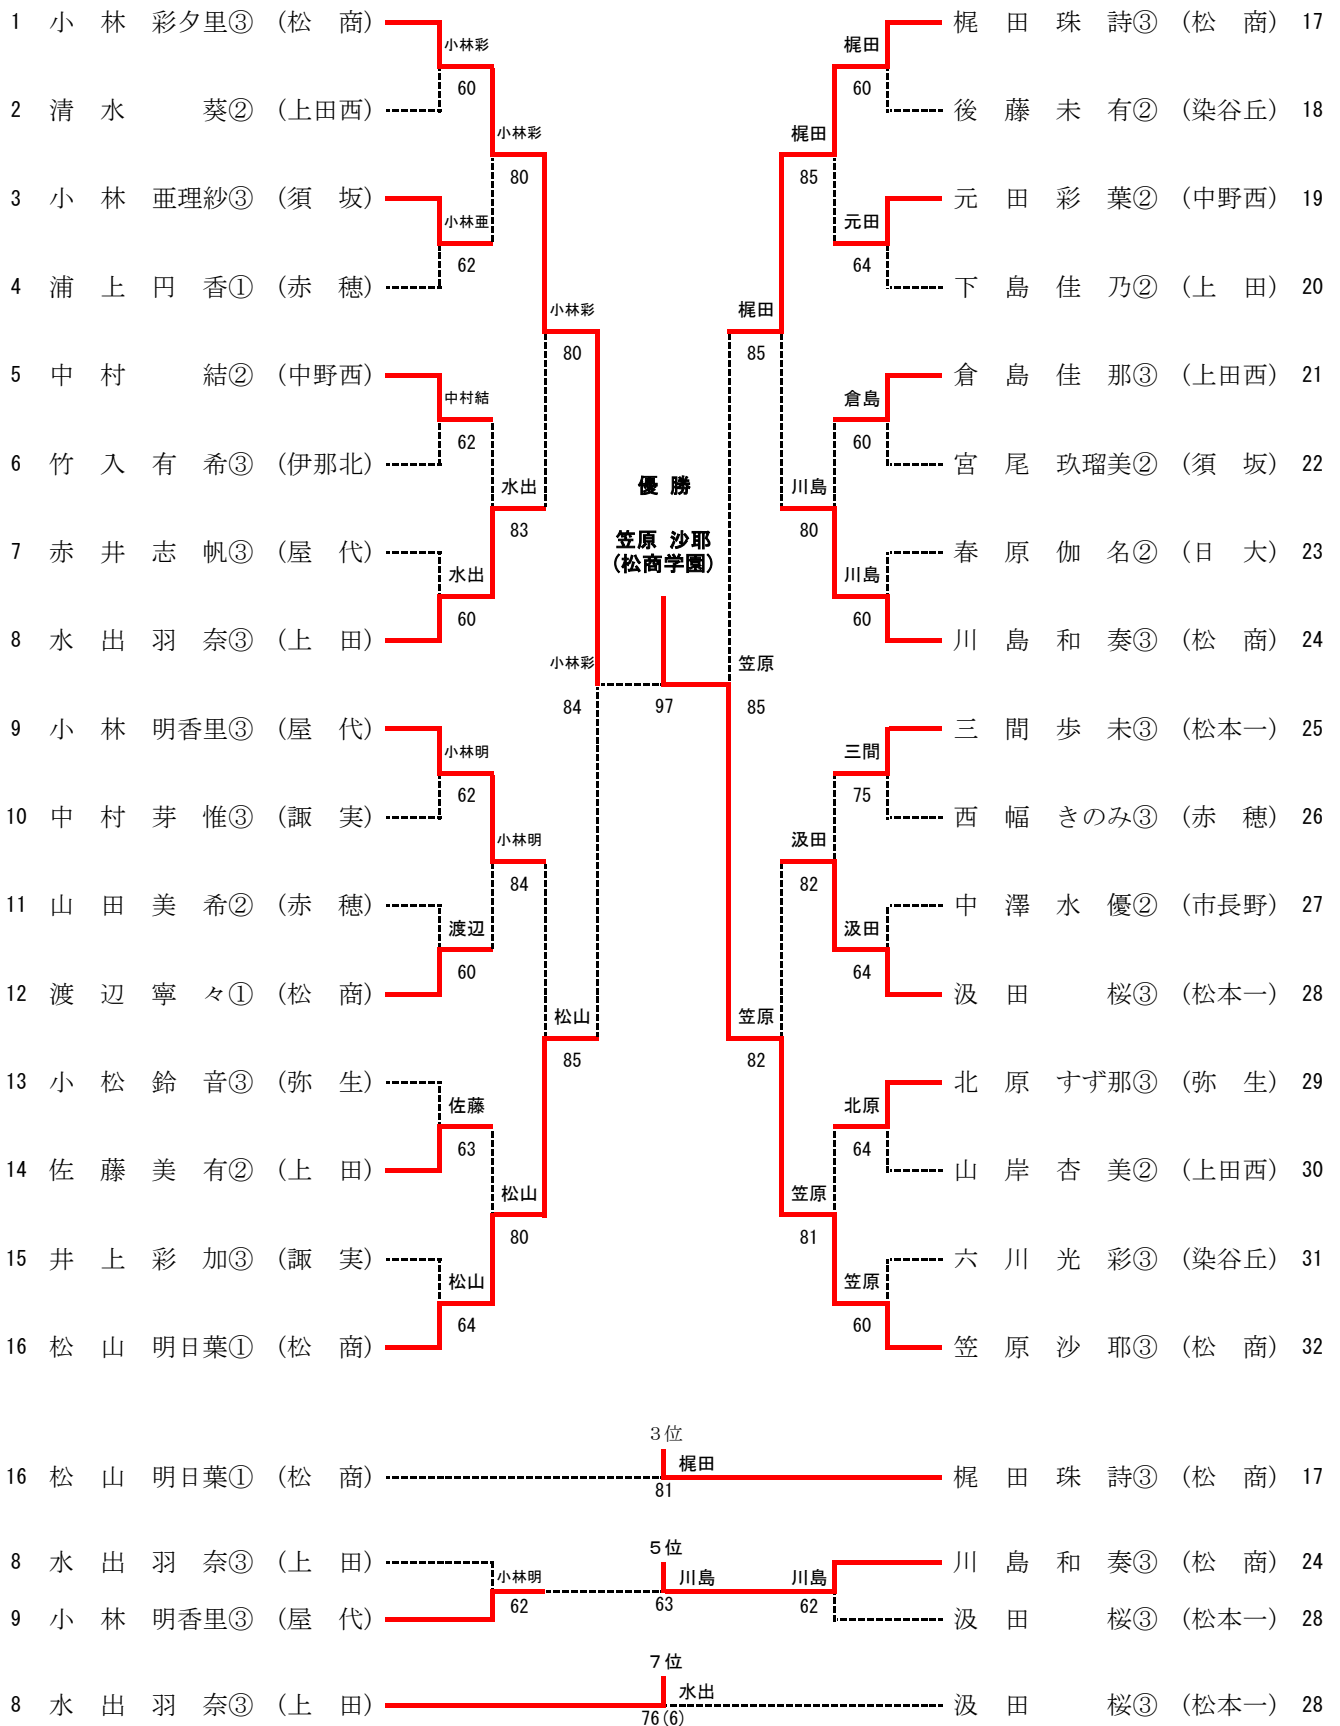 1 小 林 彩夕里③ (松 商) 梶 田 珠 詩③ (松 商) 17
小林彩 梶田
60 60
2 清 水 葵② (上田西) 後 藤 未 有② (染谷丘) 18
小林彩 梶田
80 85
3 小 林 亜理紗③ (須 坂) 元 田 彩 葉② (中野西) 19
小林亜 元田
62 64
4 浦 上 円 香① (赤 穂) 下 島 佳 乃② (上 田) 20
小林彩 梶田
80 85
5 中 村 結② (中野西) 倉 島 佳 那③ (上田西) 21
中村結 倉島
62 60
6 竹 入 有 希③ (伊那北) 宮 尾 玖瑠美② (須 坂) 22
水出 優 勝 川島
83 80
笠原 沙耶
7 赤 井 志 帆③ (屋 代) 春 原 伽 名② (日 大) 23
(松商学園)
水出 川島
60 60
8 水 出 羽 奈③ (上 田) 川 島 和 奏③ (松 商) 24
小林彩 笠原
84 97 85
9 小 林 明香里③ (屋 代) 三 間 歩 未③ (松本一) 25
小林明 三間
62 75
10 中 村 芽 惟③ (諏 実) 西 幅 きのみ③ (赤 穂) 26
小林明 汲田
84 82
11 山 田 美 希② (赤 穂) 中 澤 水 優② (市長野) 27
渡辺 汲田
60 64
12 渡 辺 寧 々① (松 商) 汲 田 桜③ (松本一) 28
松山 笠原
85 82
13 小 松 鈴 音③ (弥 生) 北 原 すず那③ (弥 生) 29
佐藤 北原
63 64
14 佐 藤 美 有② (上 田) 山 岸 杏 美② (上田西) 30
松山 笠原
80 81
15 井 上 彩 加③ (諏 実) 六 川 光 彩③ (染谷丘) 31
松山 笠原
64 60
16 松 山 明日葉① (松 商) 笠 原 沙 耶③ (松 商) 32
3位
梶田
16 松 山 明日葉① (松 商) 梶 田 珠 詩③ (松 商) 17
81
5位
8 水 出 羽 奈③ (上 田) 川 島 和 奏③ (松 商) 24
小林明 川島 川島
62 63 62
9 小 林 明香里③ (屋 代) 汲 田 桜③ (松本一) 28
7位
水出
8 水 出 羽 奈③ (上 田) 汲 田 桜③ (松本一) 28
76(6)